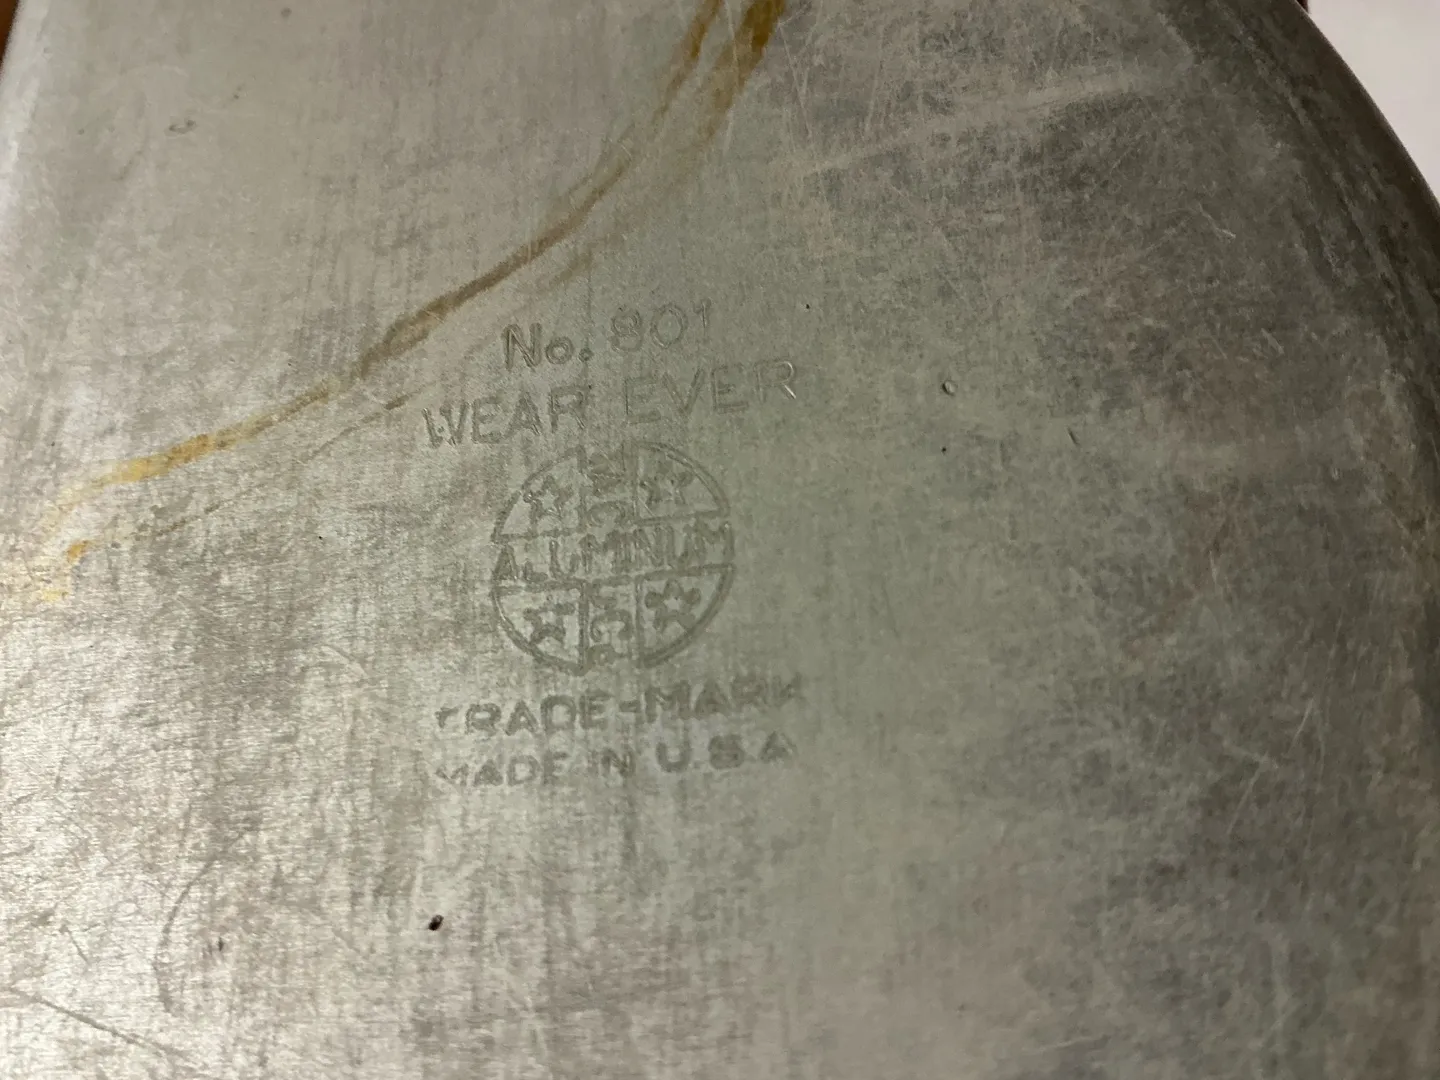 No. 801
WEAR EVER
ALUMINUM
TRADE-MARK
MADE IN U.S.A